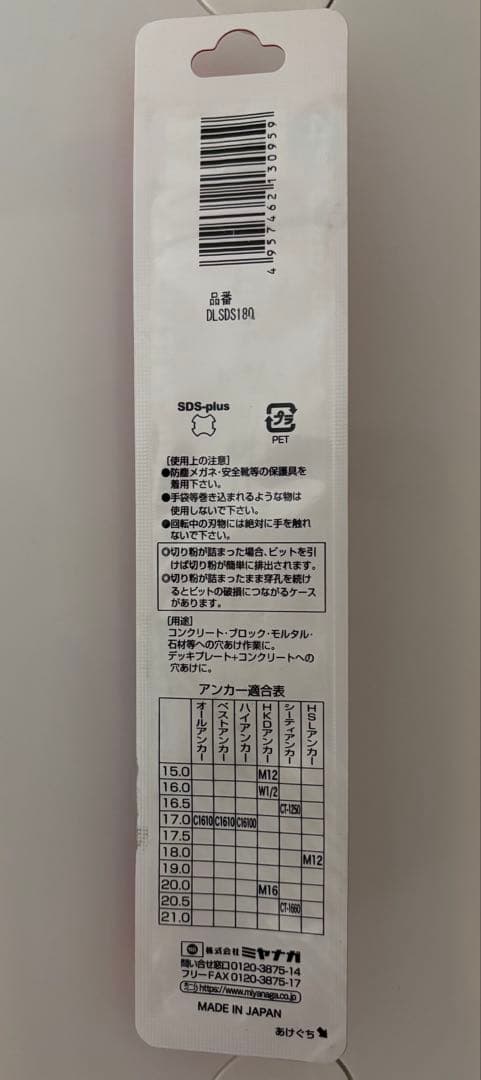 4957462130959
品番
DLSDS180
SDS-plus
プラ
PET
[使用上の注意]
●防塵メガネ・安全靴等の保護具を
着用下さい。
●手袋等巻き込まれるような物は
使用しないで下さい。
●回転中の刃物には絶対に手を触れ
ないで下さい。
◎切り粉が詰まった場合、ビットを引
けば切り粉が簡単に排出されます。
◎切り粉が詰まったまま穿孔を続け
るとビットの破損につながるケース
があります。
[用途]
コンクリート・ブロック・モルタル・
石材等への穴あけ作業に。
デッキプレート+コンクリートへの
穴あけに。
アンカー適合表
オールアンカー ベストアンカー ハイアンカー HKDアンカー シーティアンカー HSLアンカー
15.0 M12
16.0 W1/2
16.5 CT-1250
17.0 C1610 C1610 C16100
17.5
18.0 M12
19.0
20.0 M16
20.5 CT-1660
21.0
株式会社ミヤナガ
問い合せ窓口0120-3875-14
フリーFAX0120-3875-17
https://www.miyanaga.co.jp
MADE IN JAPAN
あけぐち